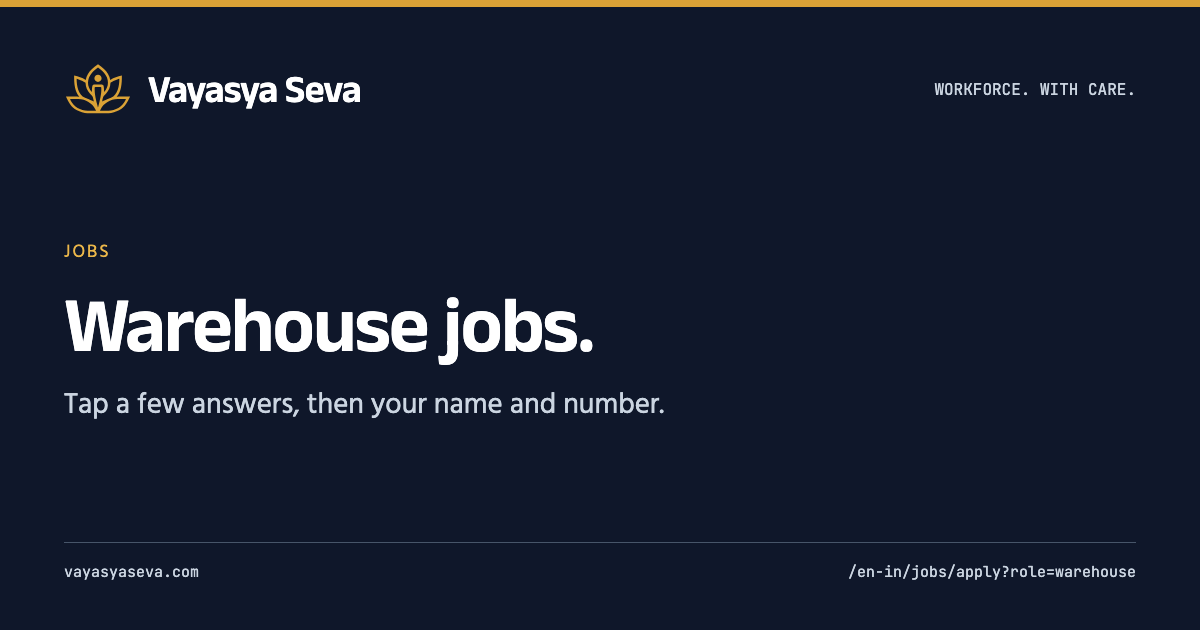 Vayasya Seva
WORKFORCE. WITH CARE.
JOBS
Warehouse jobs.
Tap a few answers, then your name and number.
vayasyaseva.com
/en-in/jobs/apply?role=warehouse